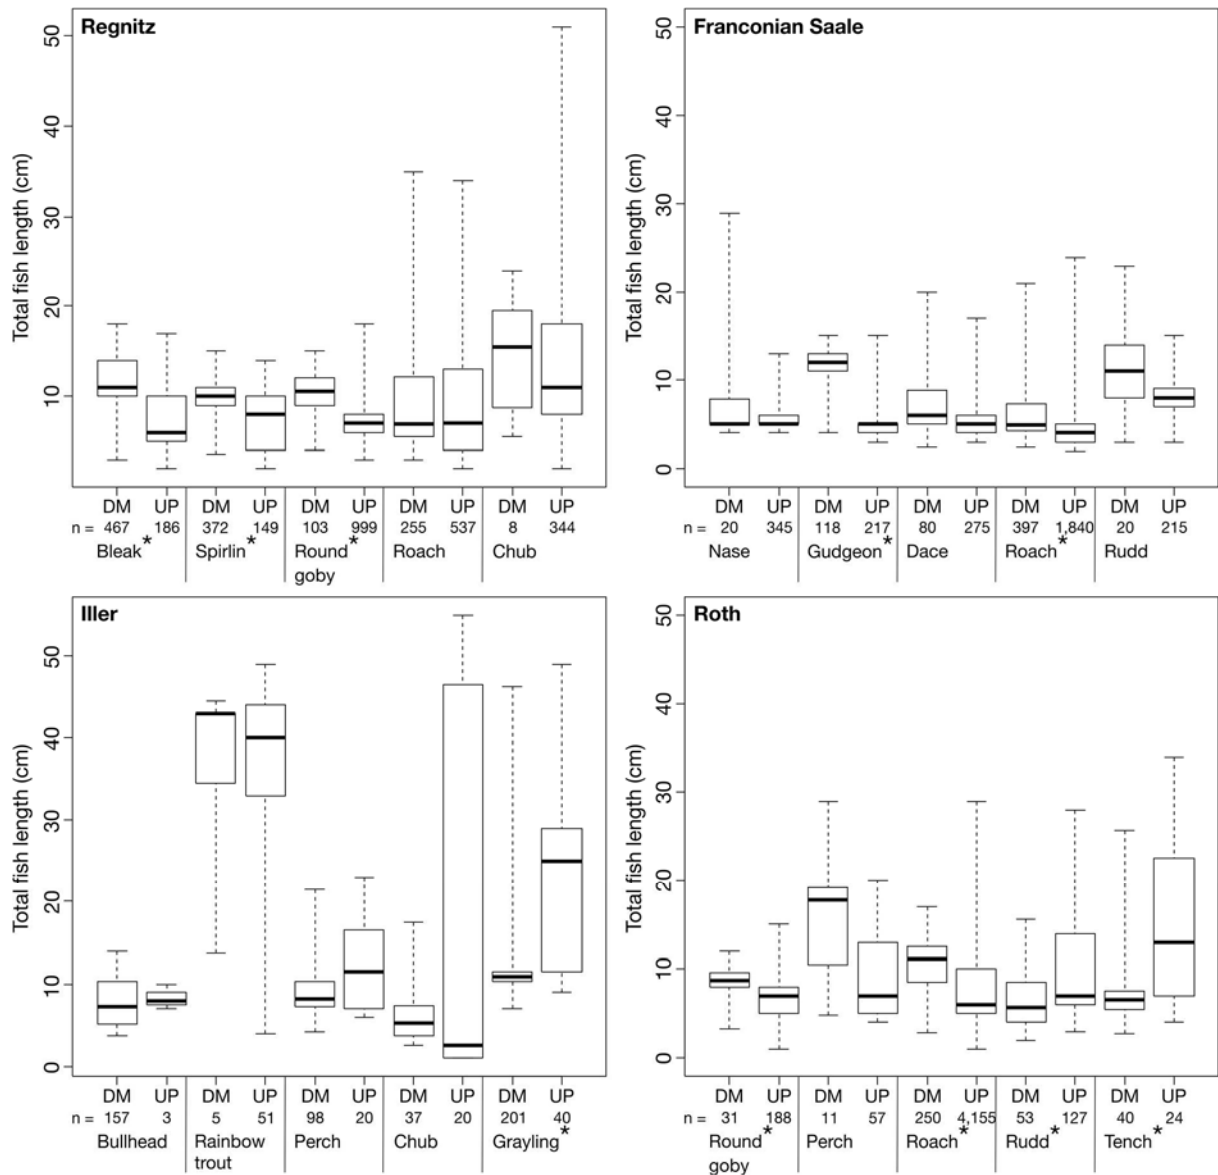 Regnitz
Total fish length (cm)
50
40
30
20
10
DM UP DM UP DM UP DM UP DM UP
n = 467 186 372 149 103 999 255 537 8 344
Bleak* Spirlin* Round* Roach Chub
goby
Franconian Saale
Total fish length (cm)
50
40
30
20
10
0
DM UP DM UP DM UP DM UP DM UP
n = 20 345 118 217 80 275 397 1,840 20 215
Nase Gudgeon* Dace Roach* Rudd
Iller
Total fish length (cm)
50
40
30
20
10
0
DM UP DM UP DM UP DM UP DM UP
n = 157 3 5 51 98 20 37 20 201 40
Bullhead Rainbow Perch Chub Grayling*
trout
Roth
Total fish length (cm)
50
40
30
20
10
0
DM UP DM UP DM UP DM UP DM UP
n = 31 188 11 57 250 4,155 53 127 40 24
Round* Perch Roach* Rudd* Tench*
goby